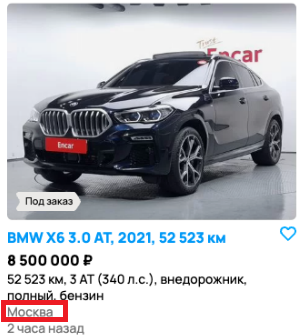 Encar
Encar
Под заказ
BMW X6 3.0 AT, 2021, 52 523 км
8 500 000 ₽
52 523 км, 3 АТ (340 л.с.), внедорожник,
полный, бензин
Москва
2 часа назад